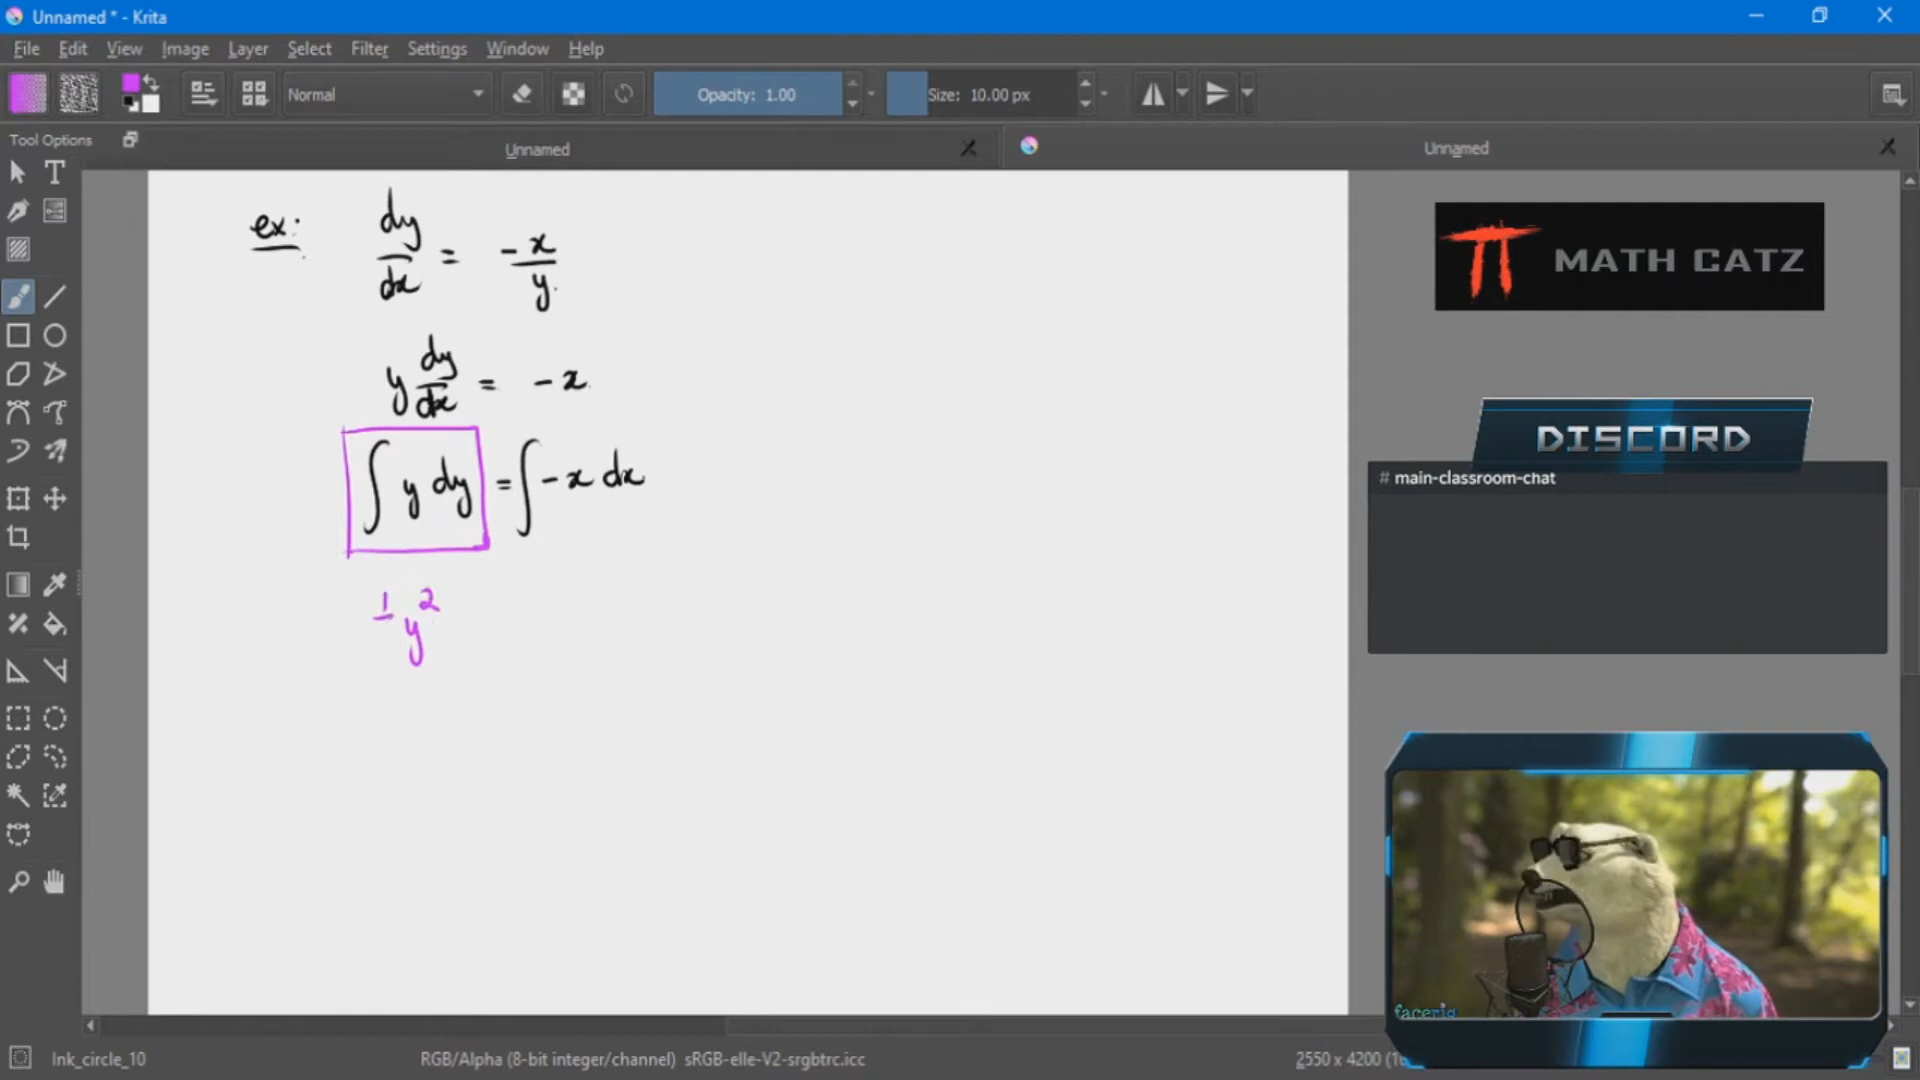 Unnamed * - Krita
File Edit View Image Layer Select Filter Settings Window Help
Normal Opacity: 1.00 Size: 10.00 px
Tool Options
Unnamed Unnamed
ex: dy/dx = -x/y
y dy/dx = -x
∫ y dy = ∫ -x dx
1 y²
π MATH CATZ
DISCORD
# main-classroom-chat
facerig
Ink_circle_10 RGB/Alpha (8-bit integer/channel) sRGB-elle-V2-srgbtrc.icc 2550 x 4200